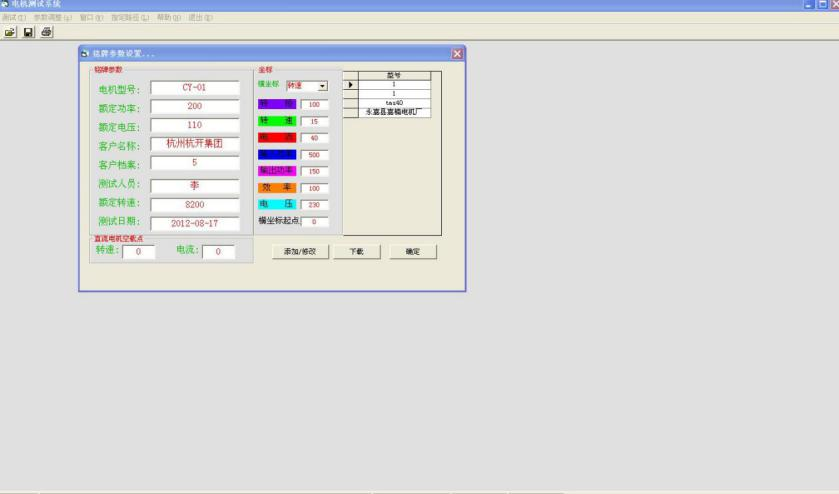 电机测试系统
测试(T) 参数调整(P) 窗口(W) 指定路径(L) 帮助(H) 退出(E)
铭牌参数设置...
铭牌参数
电机型号: CY-01
额定功率: 200
额定电压: 110
客户名称: 杭州杭开集团
客户档案: 5
测试人员: 李
额定转速: 8200
测试日期: 2012-08-17
坐标
横坐标 转速
100
转 速 15
电 流 40
输入功率 500
输出功率 150
效 率 100
电 压 230
横坐标起点 0
型号
1
1
tmz40
永嘉县嘉楠电机厂
直流电机空载点
转速: 0 电流: 0
添加/修改 下载 确定